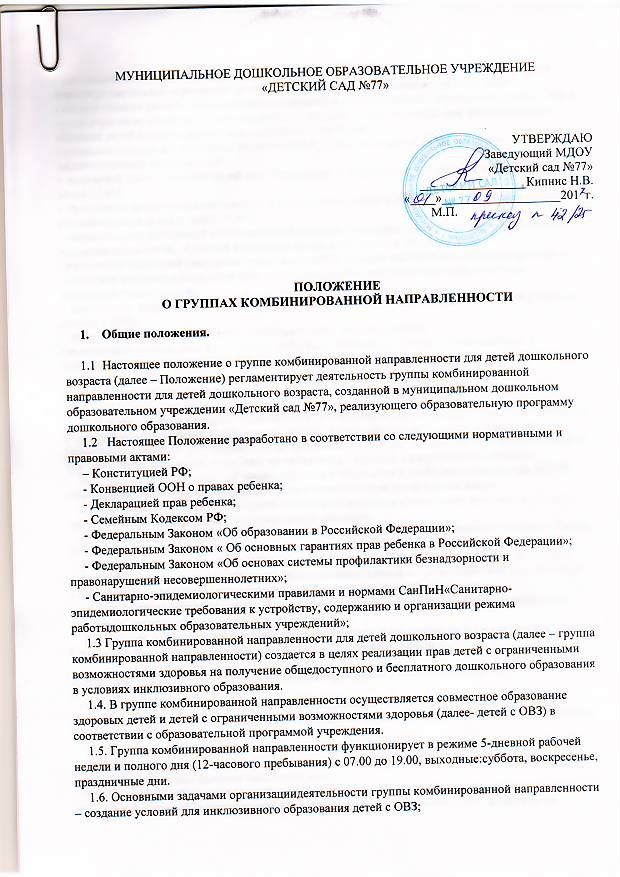 МУНИЦИПАЛЬНОЕ ДОШКОЛЬНОЕ ОБРАЗОВАТЕЛЬНОЕ УЧРЕЖДЕНИЕ
«ДЕТСКИЙ САД №77»
УТВЕРЖДАЮ
Заведующий МДОУ
«Детский сад №77»
Кипнис Н.В.
«01» 09 2017г.
М.П. приказ № 42/25
ПОЛОЖЕНИЕ
О ГРУППАХ КОМБИНИРОВАННОЙ НАПРАВЛЕННОСТИ
1. Общие положения.
1.1 Настоящее положение о группе комбинированной направленности для детей дошкольного
возраста (далее – Положение) регламентирует деятельность группы комбинированной
направленности для детей дошкольного возраста, созданной в муниципальном дошкольном
образовательном учреждении «Детский сад №77», реализующего образовательную программу
дошкольного образования.
1.2 Настоящее Положение разработано в соответствии со следующими нормативными и
правовыми актами:
– Конституцией РФ;
- Конвенцией ООН о правах ребенка;
- Декларацией прав ребенка;
- Семейным Кодексом РФ;
- Федеральным Законом «Об образовании в Российской Федерации»;
- Федеральным Законом « Об основных гарантиях прав ребенка в Российской Федерации»;
- Федеральным Законом «Об основах системы профилактики безнадзорности и
правонарушений несовершеннолетних»;
- Санитарно-эпидемиологическими правилами и нормами СанПиН«Санитарно-
эпидемиологические требования к устройству, содержанию и организации режима
работыдошкольных образовательных учреждений»;
1.3 Группа комбинированной направленности для детей дошкольного возраста (далее – группа
комбинированной направленности) создается в целях реализации прав детей с ограниченными
возможностями здоровья на получение общедоступного и бесплатного дошкольного образования
в условиях инклюзивного образования.
1.4. В группе комбинированной направленности осуществляется совместное образование
здоровых детей и детей с ограниченными возможностями здоровья (далее- детей с ОВЗ) в
соответствии с образовательной программой учреждения.
1.5. Группа комбинированной направленности функционирует в режиме 5-дневной рабочей
недели и полного дня (12-часового пребывания) с 07.00 до 19.00, выходные:суббота, воскресенье,
праздничные дни.
1.6. Основными задачами организациидеятельности группы комбинированной направленности
– создание условий для инклюзивного образования детей с ОВЗ;